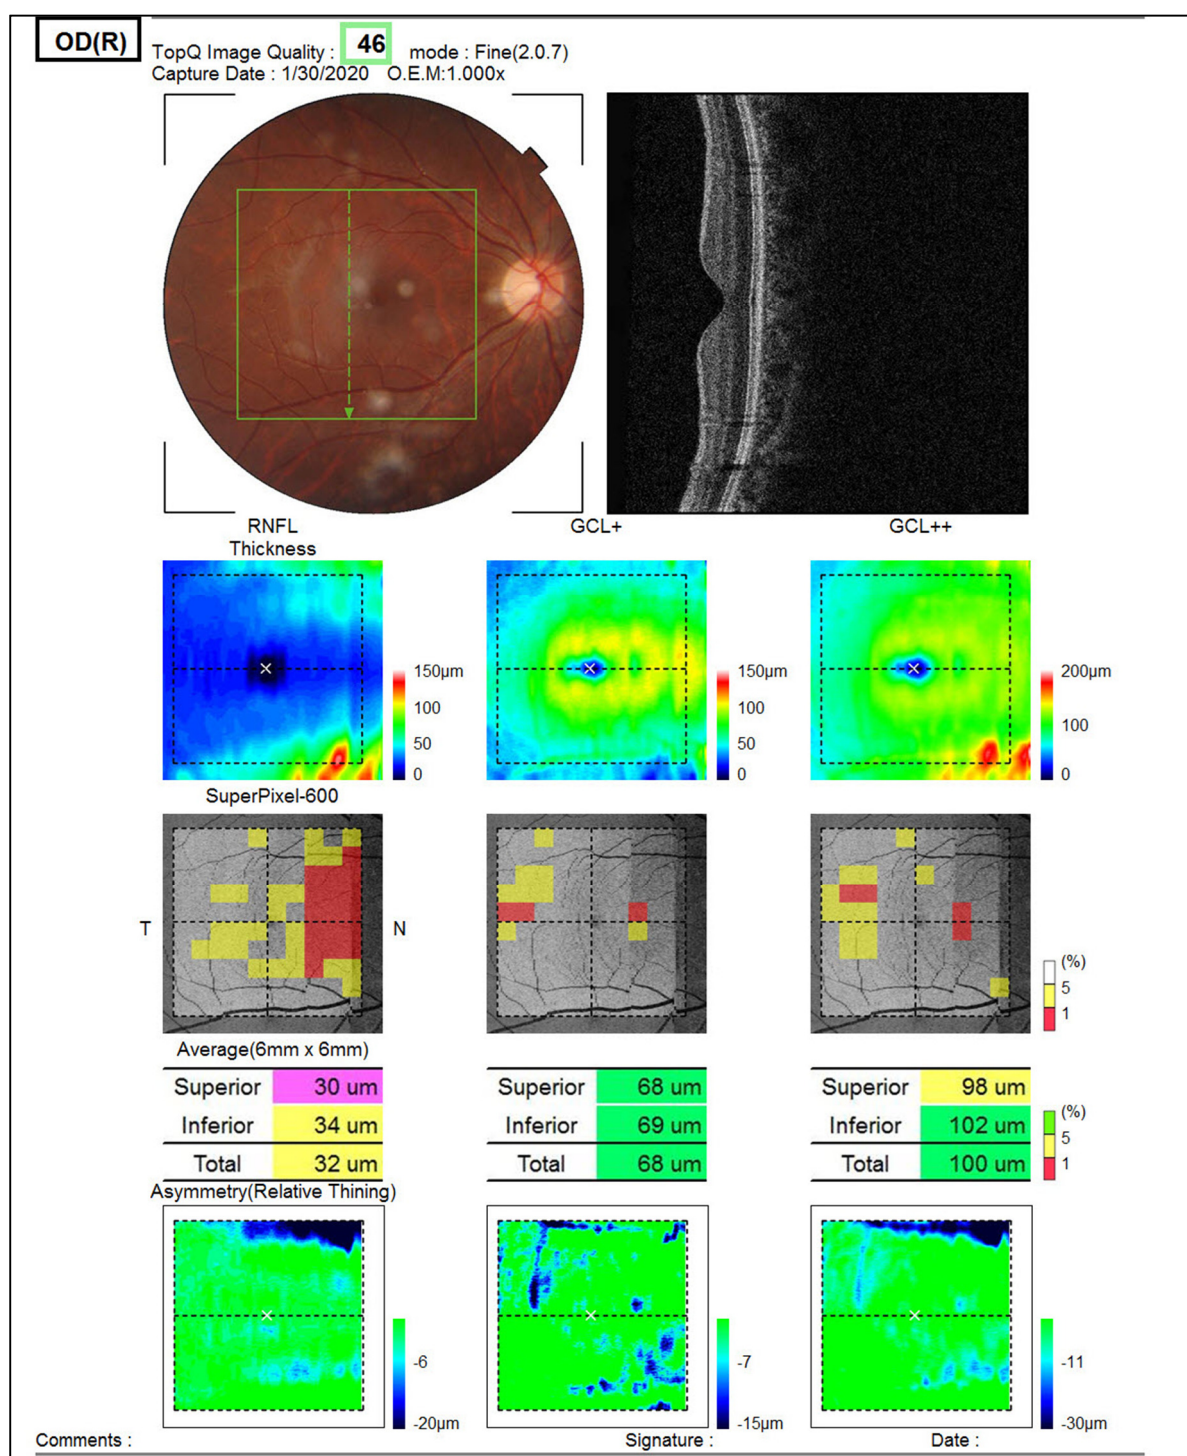 OD(R)
TopQ Image Quality : 46 mode : Fine(2.0.7)
Capture Date : 1/30/2020 O.E.M:1.000x
RNFL GCL+ GCL++
Thickness
150μm 150μm 200μm
100 100 100
50 50
0 0 0
SuperPixel-600
T N
(%)
5
1
Average(6mm x 6mm)
Superior 30 um Superior 68 um Superior 98 um
Inferior 34 um Inferior 69 um Inferior 102 um
Total 32 um Total 68 um Total 100 um
(%)
5
1
Asymmetry(Relative Thining)
-6 -7 -11
-20μm -15μm -30μm
Comments : Signature : Date :